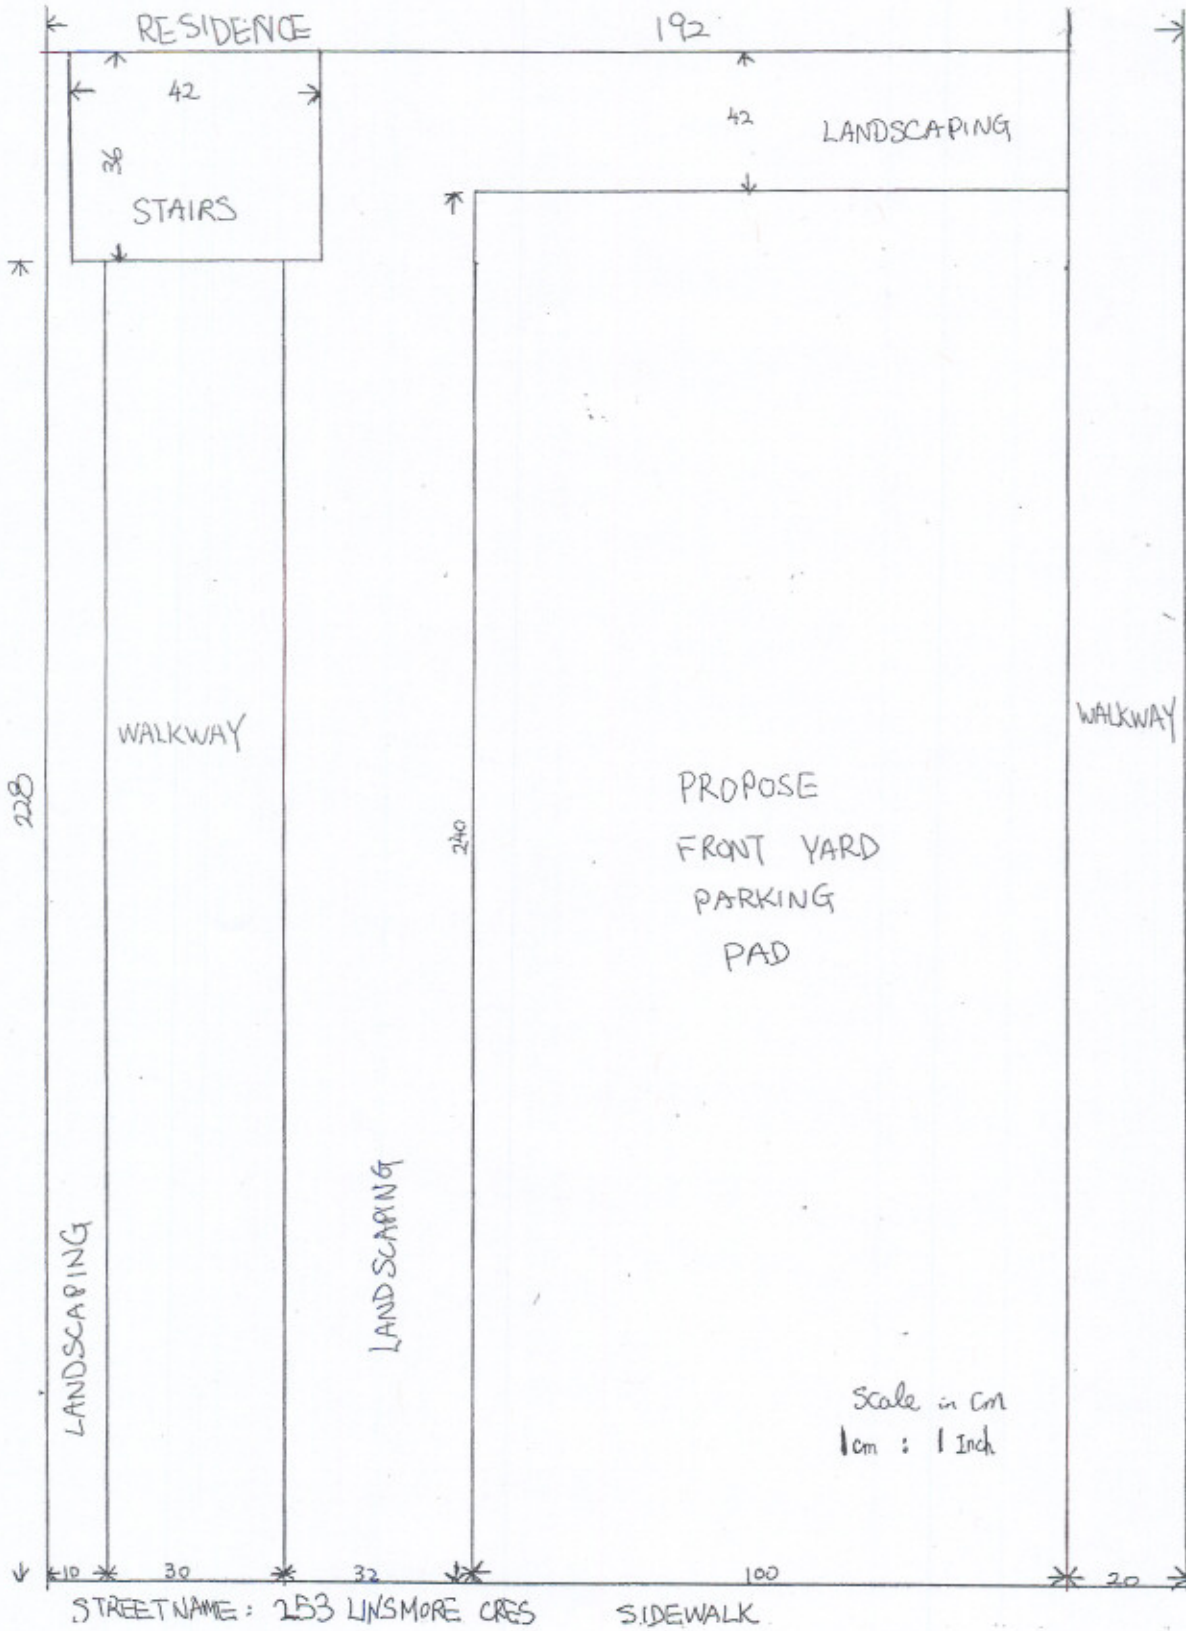 RESIDENCE 192
42
42 LANDSCAPING
36
STAIRS
228
WALKWAY
WALKWAY
240
PROPOSE
FRONT YARD
PARKING
PAD
LANDSCAPING
LANDSCAPING
Scale in cm
1cm : 1 Inch
10 30 32 100 20
STREETNAME: 253 LINSMORE CRES SIDEWALK